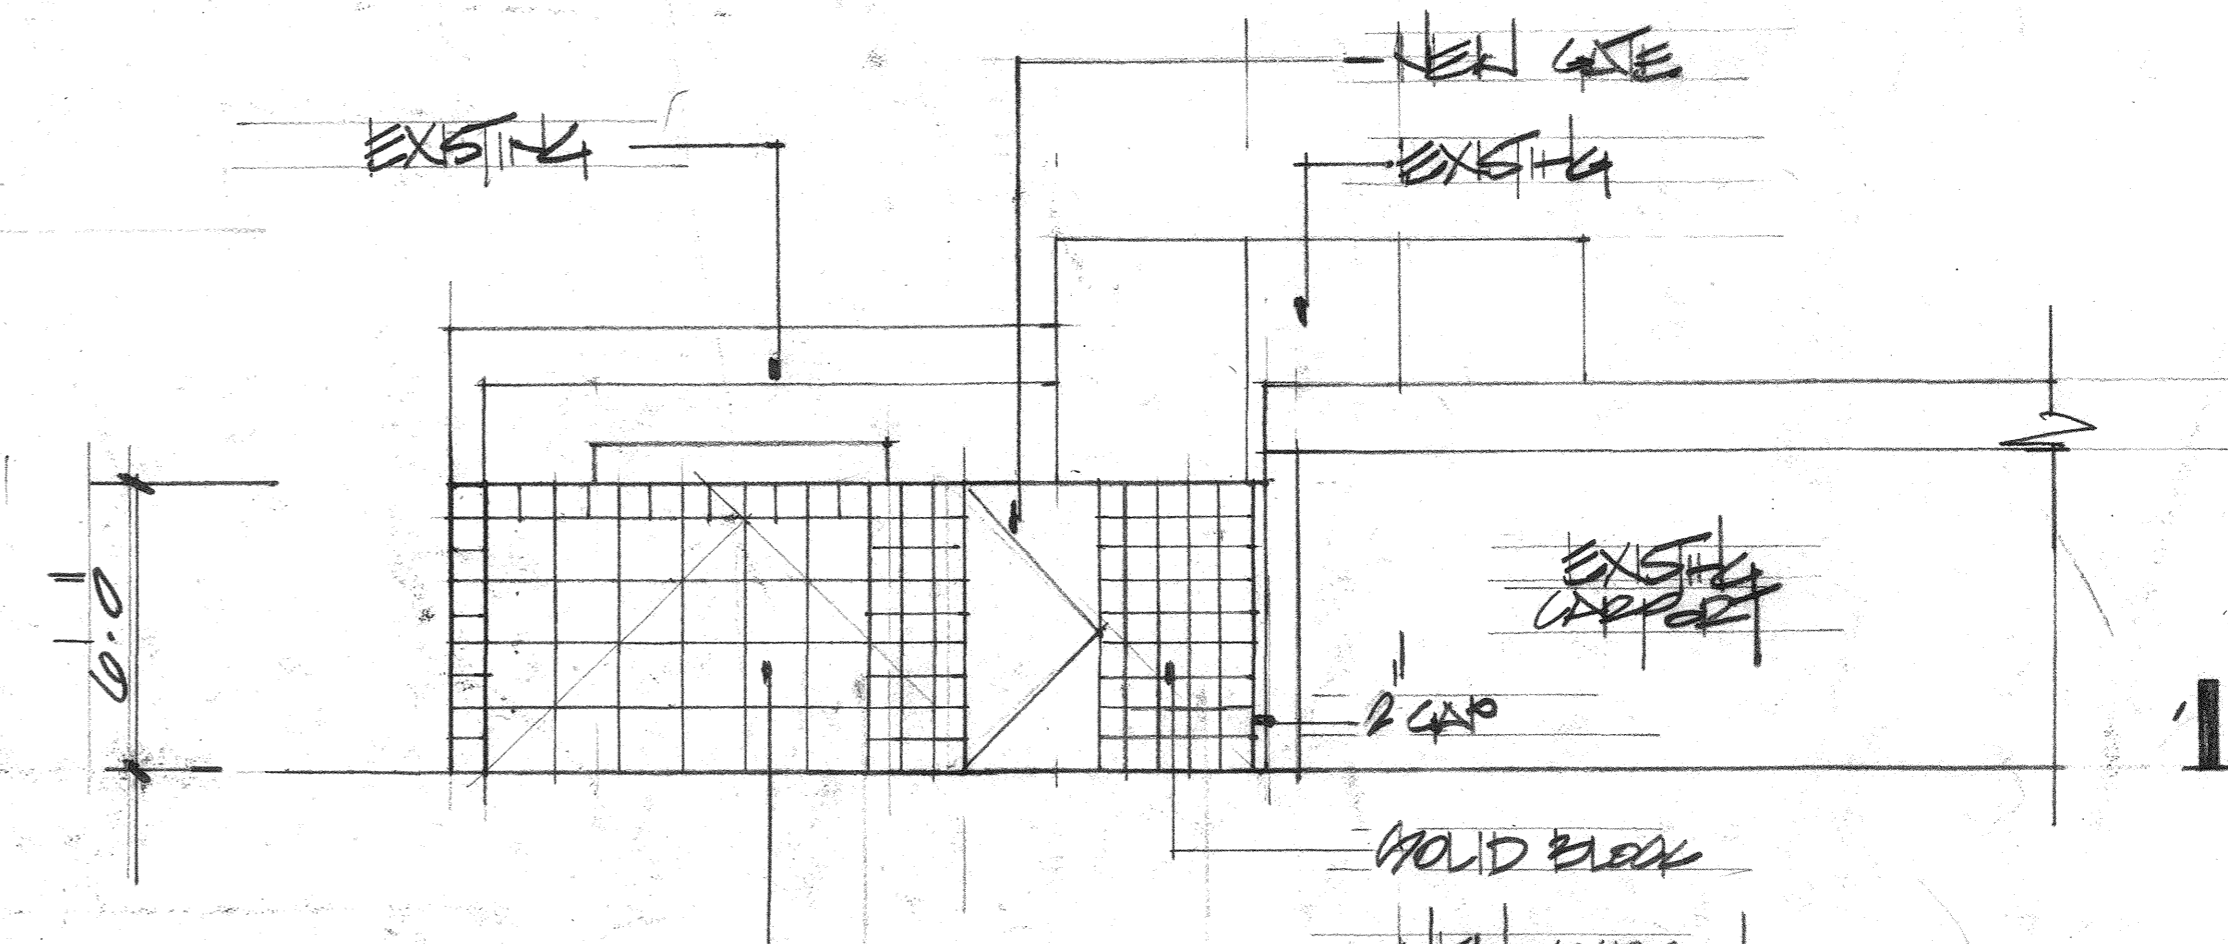 NEW GATE
EXISTING
EXISTING
EXISTING
CARPORT
6'.0"
2" GAP
SOLID BLOCK